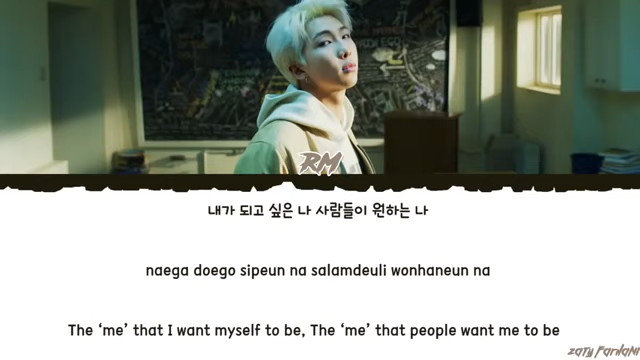 RM
내가 되고 싶은 나 사람들이 원하는 나
naega doego sipeun na salamdeuli wonhaneun na
The ‘me’ that I want myself to be, The ‘me’ that people want me to be
zaty farhani